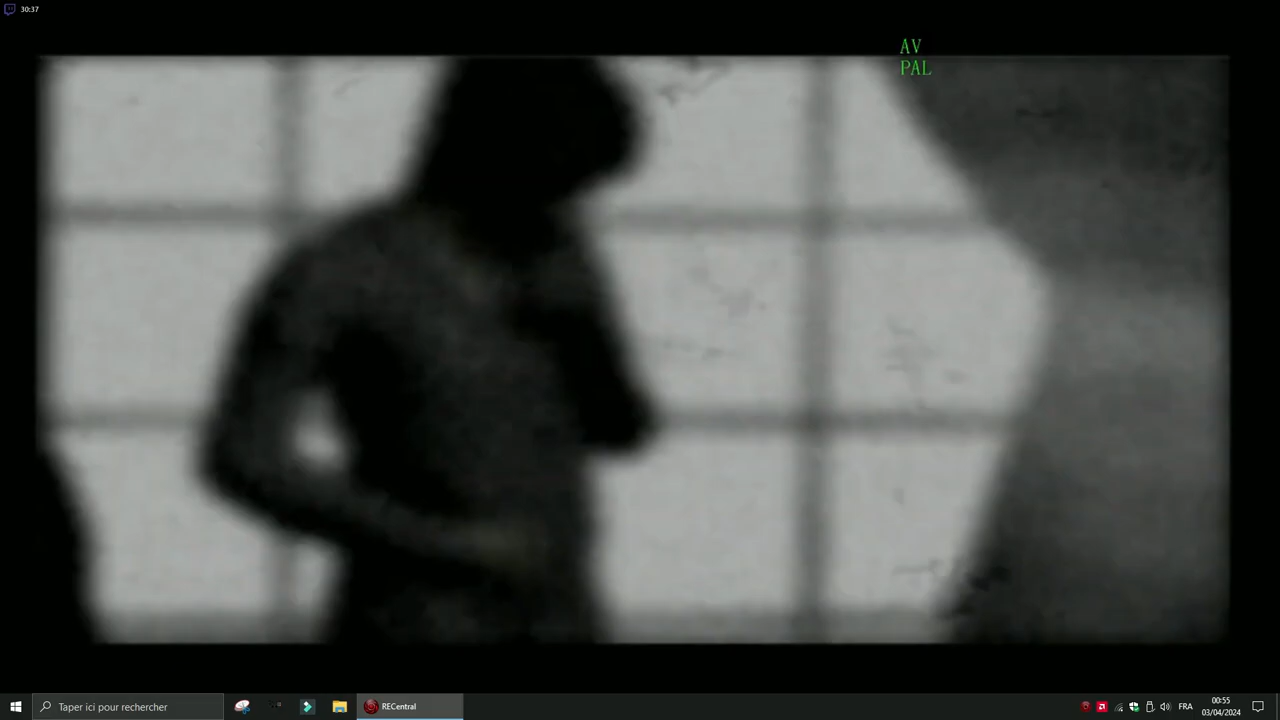 30:37
AV
PAL
Taper ici pour rechercher
RECentral
FRA
00:55
03/04/2024